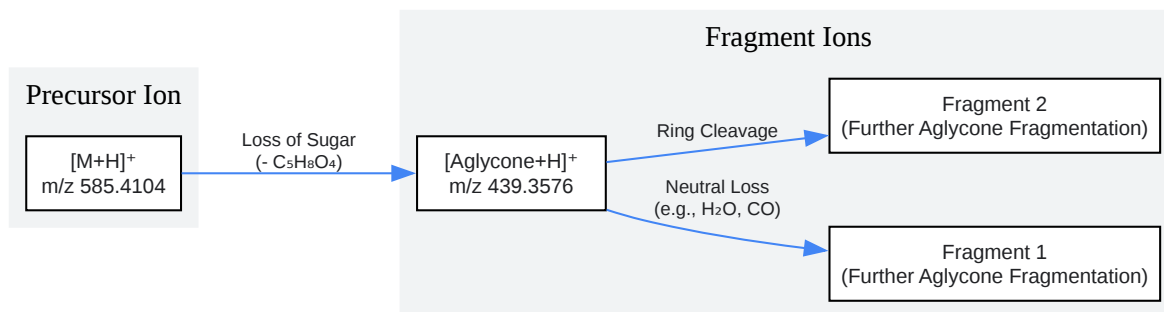 Precursor Ion
[M+H]⁺
m/z 585.4104
Loss of Sugar
(- C₅H₈O₄)
Fragment Ions
[Aglycone+H]⁺
m/z 439.3576
Ring Cleavage
Neutral Loss
(e.g., H₂O, CO)
Fragment 2
(Further Aglycone Fragmentation)
Fragment 1
(Further Aglycone Fragmentation)